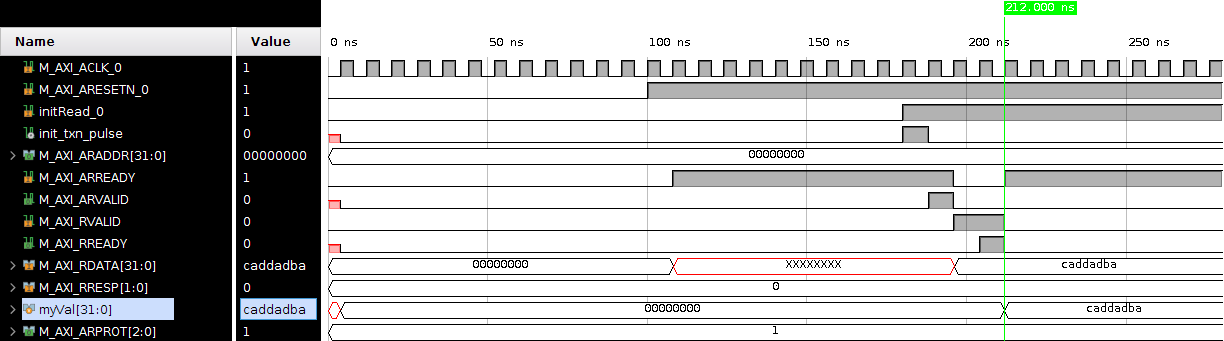 212.000 ns
Name Value 0 ns 50 ns 100 ns 150 ns 200 ns 250 ns
M_AXI_ACLK_0 1
M_AXI_ARESETN_0 1
initRead_0 1
init_txn_pulse 0
M_AXI_ARADDR[31:0] 00000000 00000000
M_AXI_ARREADY 1
M_AXI_ARVALID 0
M_AXI_RVALID 0
M_AXI_RREADY 0
M_AXI_RDATA[31:0] caddadba 00000000 XXXXXXXX caddadba
M_AXI_RRESP[1:0] 0 0
myVal[31:0] caddadba 00000000 caddadba
M_AXI_ARPROT[2:0] 1 1